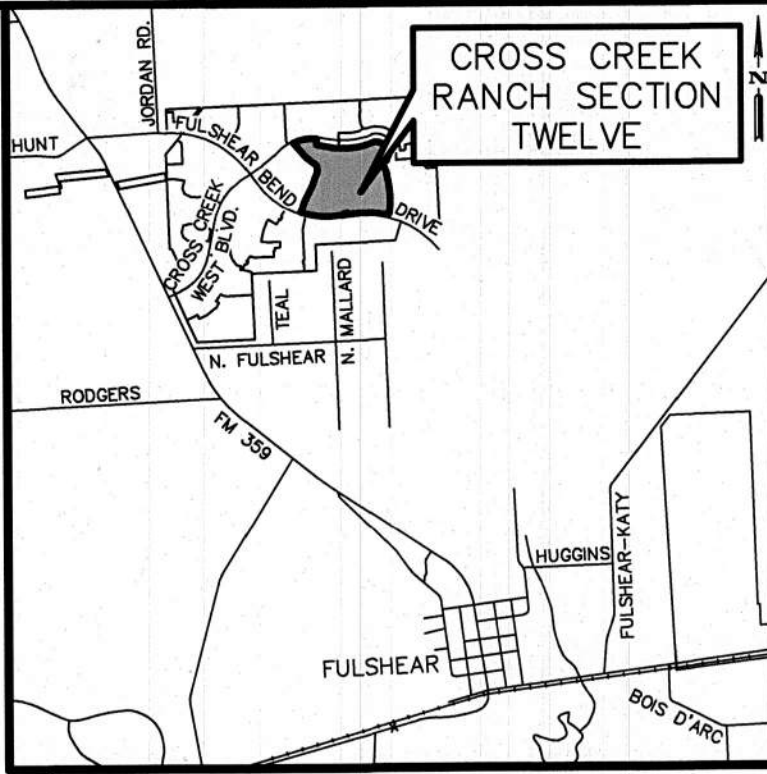 CROSS CREEK
RANCH SECTION
TWELVE
N
JORDAN RD.
HUNT
FULSHEAR
BEND
DRIVE
CROSS CREEK
WEST BLVD.
TEAL
N. MALLARD
N. FULSHEAR
RODGERS
FM 359
HUGGINS
FULSHEAR-KATY
FULSHEAR
BOIS D'ARC